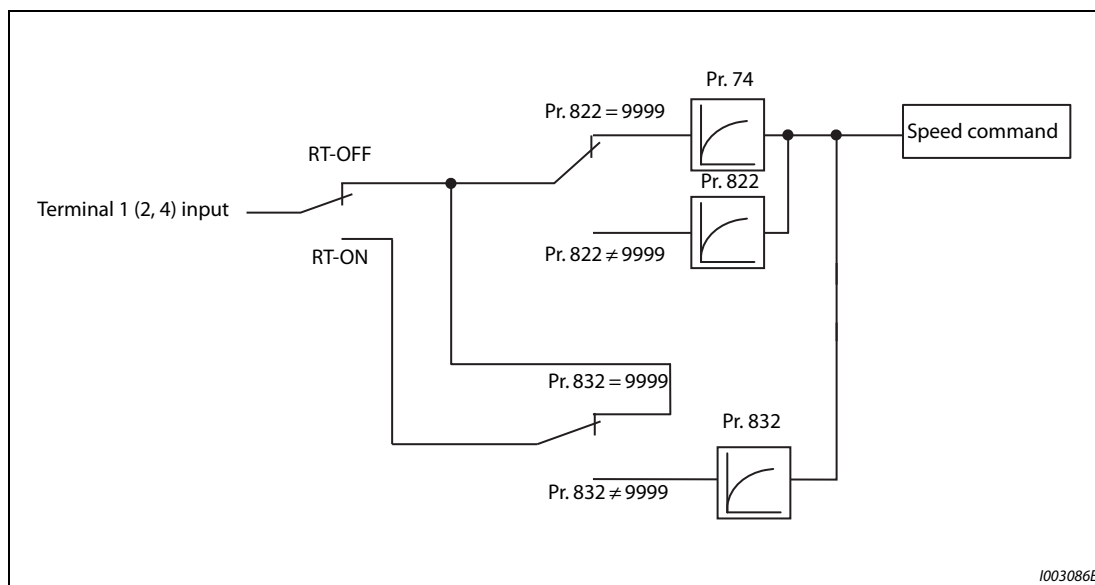 Pr. 74
Pr. 822 = 9999
Speed command
RT-OFF
Pr. 822
Terminal 1 (2, 4) input
Pr. 822 ≠ 9999
RT-ON
Pr. 832 = 9999
Pr. 832
Pr. 832 ≠ 9999
I003086E